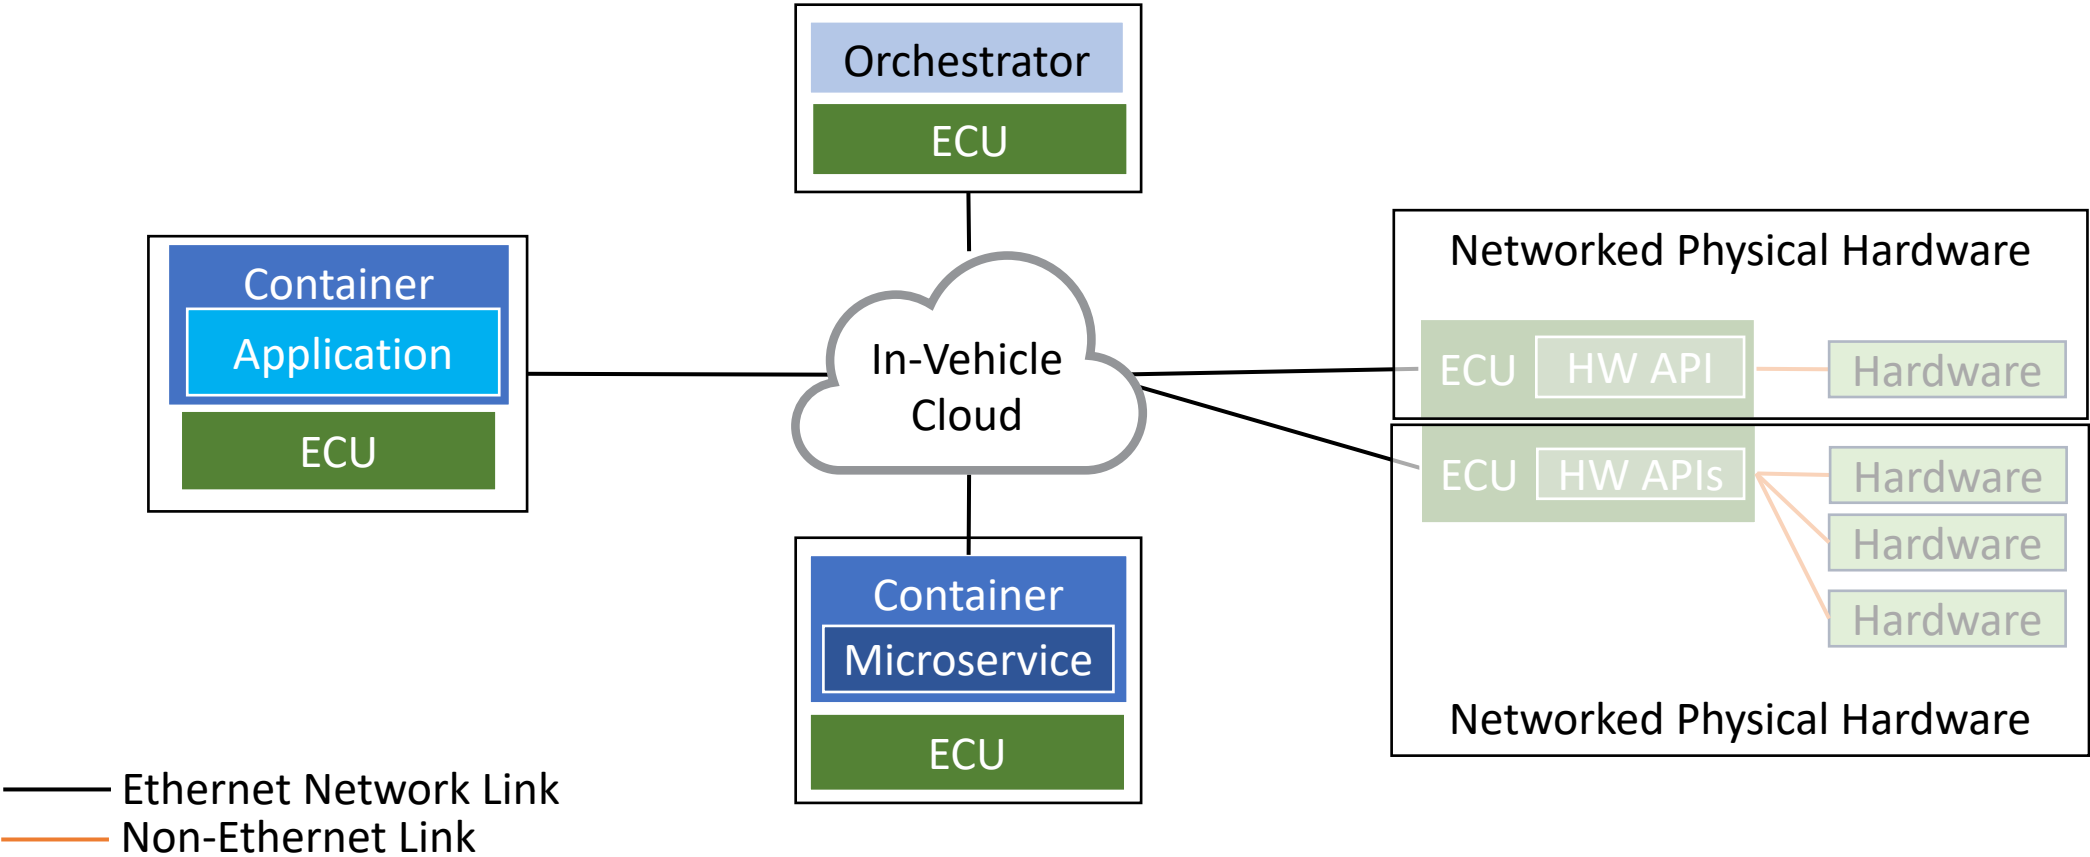 Orchestrator
ECU
Container
Application
ECU
In-Vehicle
Cloud
Networked Physical Hardware
ECU HW API Hardware
ECU HW APIs Hardware
Hardware
Hardware
Networked Physical Hardware
Container
Microservice
ECU
Ethernet Network Link
Non-Ethernet Link